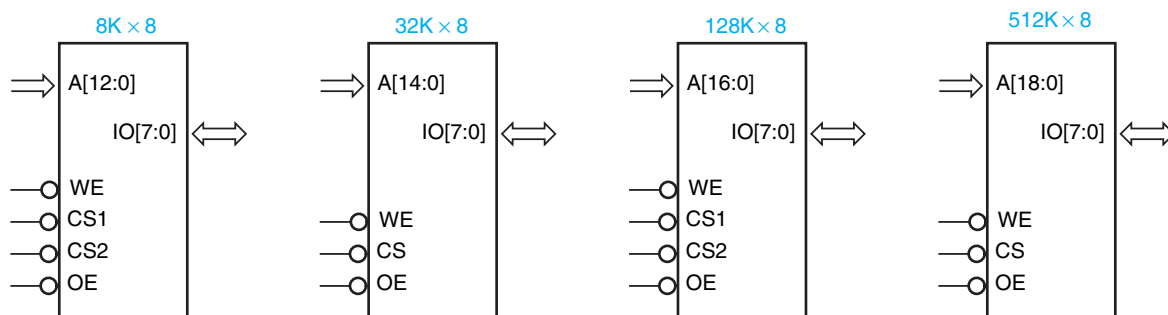 8K × 8
A[12:0]
IO[7:0]
WE
CS1
CS2
OE
32K × 8
A[14:0]
IO[7:0]
WE
CS
OE
128K × 8
A[16:0]
IO[7:0]
WE
CS1
CS2
OE
512K × 8
A[18:0]
IO[7:0]
WE
CS
OE